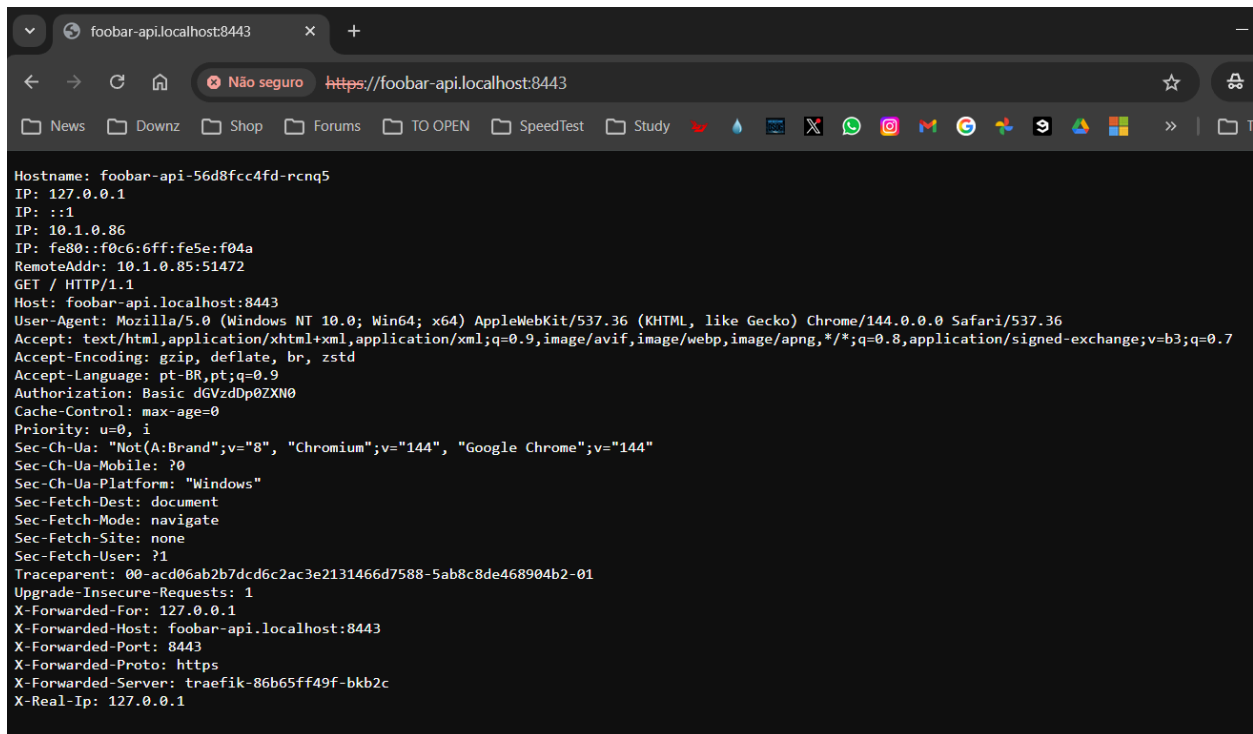 foobar-api.localhost:8443
Não seguro https://foobar-api.localhost:8443
News Downz Shop Forums TO OPEN SpeedTest Study
Hostname: foobar-api-56d8fcc4fd-rcnq5
IP: 127.0.0.1
IP: ::1
IP: 10.1.0.86
IP: fe80::f0c6:6ff:fe5e:f04a
RemoteAddr: 10.1.0.85:51472
GET / HTTP/1.1
Host: foobar-api.localhost:8443
User-Agent: Mozilla/5.0 (Windows NT 10.0; Win64; x64) AppleWebKit/537.36 (KHTML, like Gecko) Chrome/144.0.0.0 Safari/537.36
Accept: text/html,application/xhtml+xml,application/xml;q=0.9,image/avif,image/webp,image/apng,*/*;q=0.8,application/signed-exchange;v=b3;q=0.7
Accept-Encoding: gzip, deflate, br, zstd
Accept-Language: pt-BR,pt;q=0.9
Authorization: Basic dGVzdDp0ZXN0
Cache-Control: max-age=0
Priority: u=0, i
Sec-Ch-Ua: "Not(A:Brand";v="8", "Chromium";v="144", "Google Chrome";v="144"
Sec-Ch-Ua-Mobile: ?0
Sec-Ch-Ua-Platform: "Windows"
Sec-Fetch-Dest: document
Sec-Fetch-Mode: navigate
Sec-Fetch-Site: none
Sec-Fetch-User: ?1
Traceparent: 00-acd06ab2b7dcd6c2ac3e2131466d7588-5ab8c8de468904b2-01
Upgrade-Insecure-Requests: 1
X-Forwarded-For: 127.0.0.1
X-Forwarded-Host: foobar-api.localhost:8443
X-Forwarded-Port: 8443
X-Forwarded-Proto: https
X-Forwarded-Server: traefik-86b65ff49f-bkb2c
X-Real-Ip: 127.0.0.1